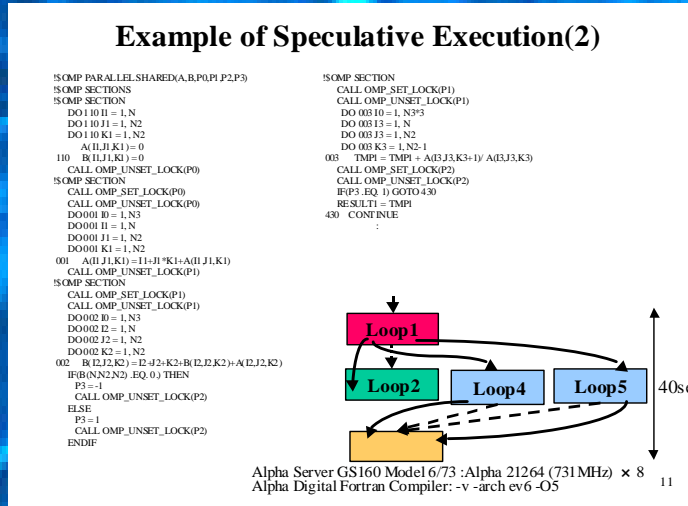 Example of Speculative Execution(2)
!$OMP PARALLEL SHARED(A,B,P0,P1,P2,P3)
!$OMP SECTIONS
!$OMP SECTION
DO 110 I1 = 1, N
DO 110 J1 = 1, N2
DO 110 K1 = 1, N2
A(I1,J1,K1) = 0
110 B(I1,J1,K1) = 0
CALL OMP_UNSET_LOCK(P0)
!$OMP SECTION
CALL OMP_SET_LOCK(P0)
CALL OMP_UNSET_LOCK(P0)
DO 001 I0 = 1, N3
DO 001 I1 = 1, N
DO 001 J1 = 1, N2
DO 001 K1 = 1, N2
001 A(I1,J1,K1) = I1+J1*K1+A(I1,J1,K1)
CALL OMP_UNSET_LOCK(P1)
!$OMP SECTION
CALL OMP_SET_LOCK(P1)
CALL OMP_UNSET_LOCK(P1)
DO 002 I0 = 1, N3
DO 002 I2 = 1, N
DO 002 J2 = 1, N2
DO 002 K2 = 1, N2
002 B(I2,J2,K2) = I2+J2+K2+B(I2,J2,K2)+A(I2,J2,K2)
IF(B(N,N2,N2) .EQ. 0.) THEN
P3 = -1
CALL OMP_UNSET_LOCK(P2)
ELSE
P3 = 1
CALL OMP_UNSET_LOCK(P2)
ENDIF
!$OMP SECTION
CALL OMP_SET_LOCK(P1)
CALL OMP_UNSET_LOCK(P1)
DO 003 I0 = 1, N3*3
DO 003 I3 = 1, N
DO 003 J3 = 1, N2
DO 003 K3 = 1, N2-1
003 TMP1 = TMP1 + A(I3,J3,K3+1)/ A(I3,J3,K3)
CALL OMP_SET_LOCK(P2)
CALL OMP_UNSET_LOCK(P2)
IF(P3 .EQ. 1) GOTO 430
RESULT1 = TMP1
430 CONTINUE
:
Loop1
Loop2
Loop4
Loop5
40se
Alpha Server GS160 Model 6/73 :Alpha 21264 (731MHz) × 8
Alpha Digital Fortran Compiler: -v -arch ev6 -O5
11